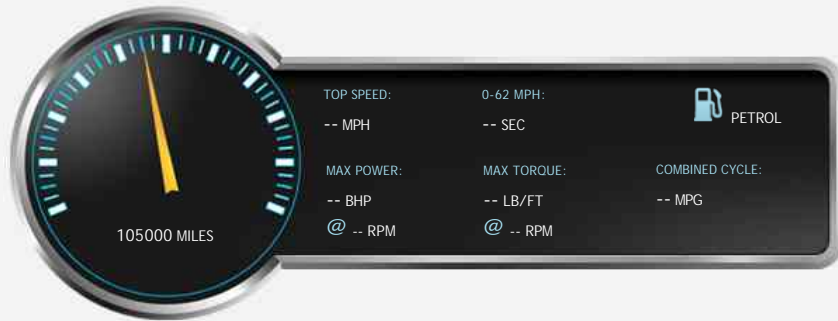 TOP SPEED:
-- MPH
0-62 MPH:
-- SEC
PETROL
MAX POWER:
-- BHP
@ -- RPM
MAX TORQUE:
-- LB/FT
@ -- RPM
COMBINED CYCLE:
-- MPG
105000 MILES